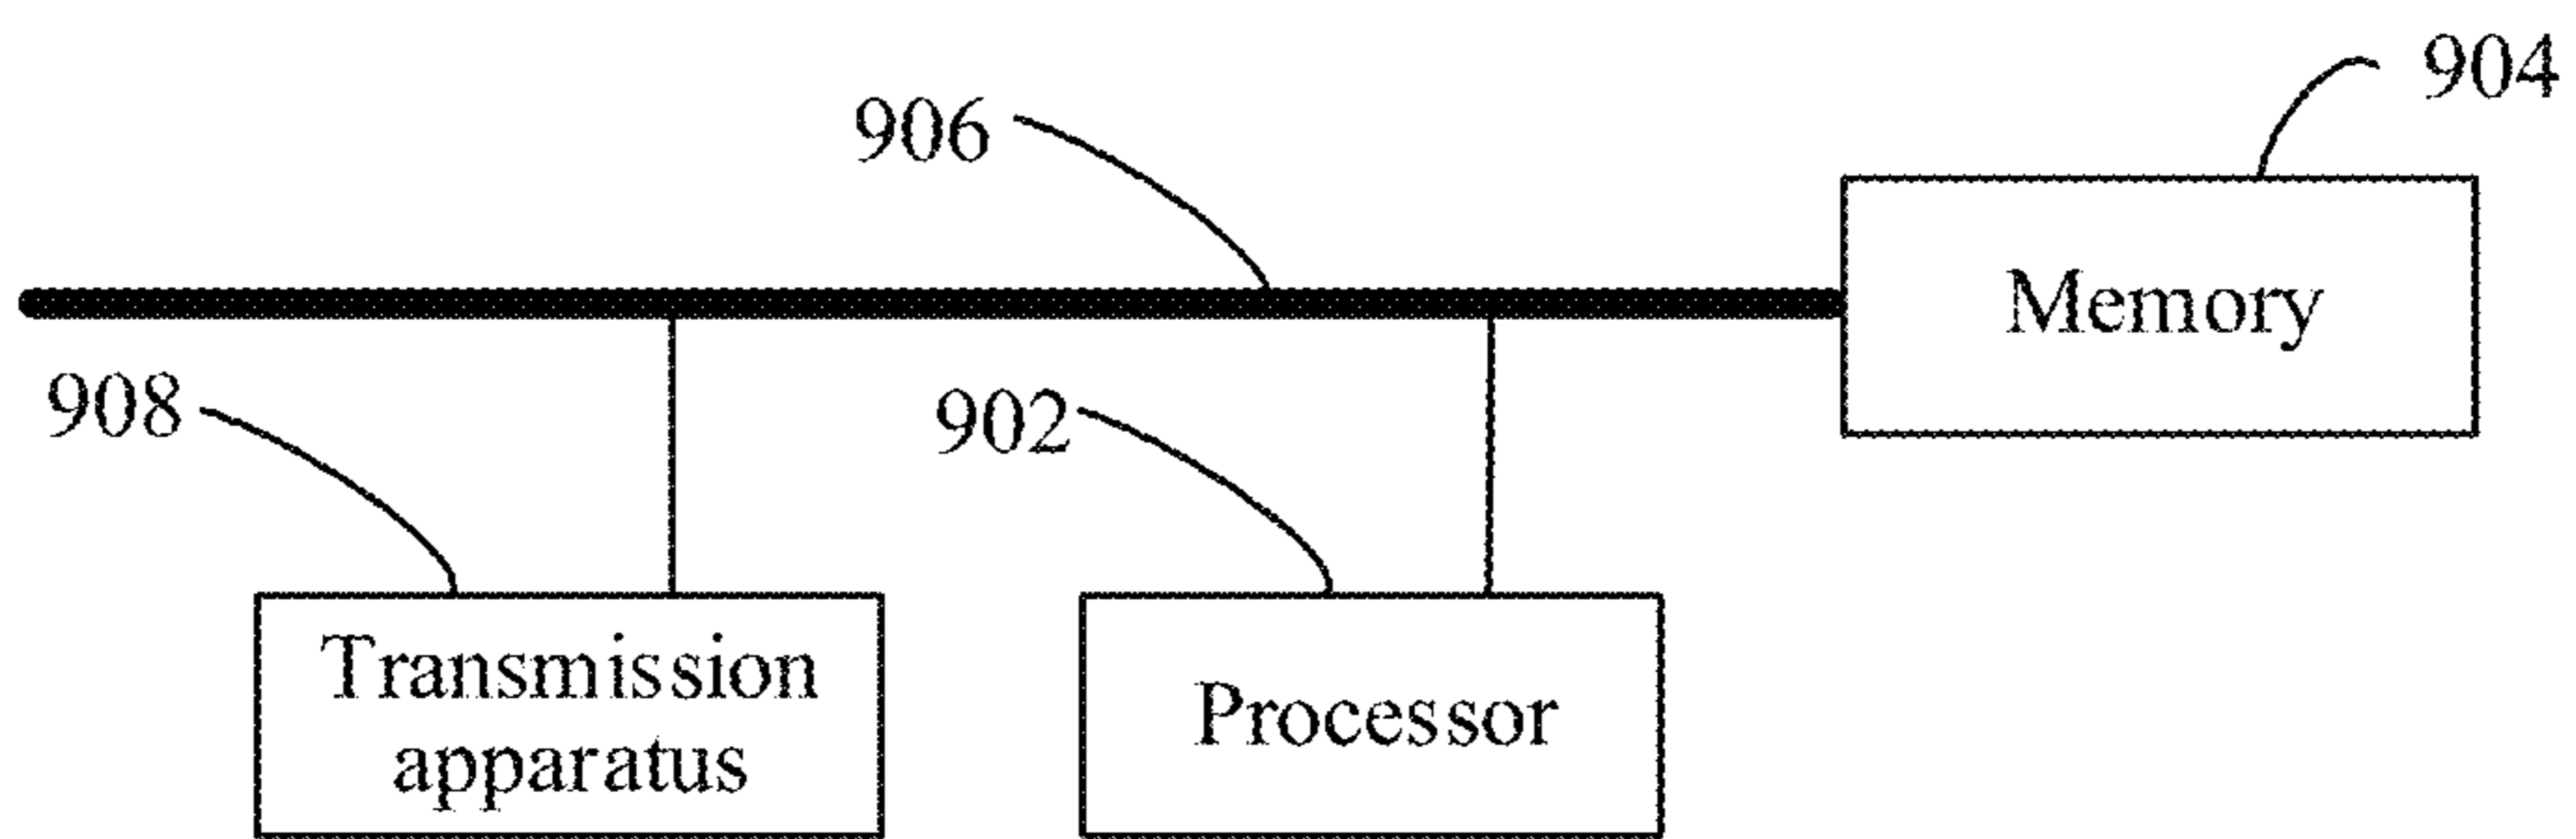 904
906
Memory
908
902
Transmission
apparatus
Processor